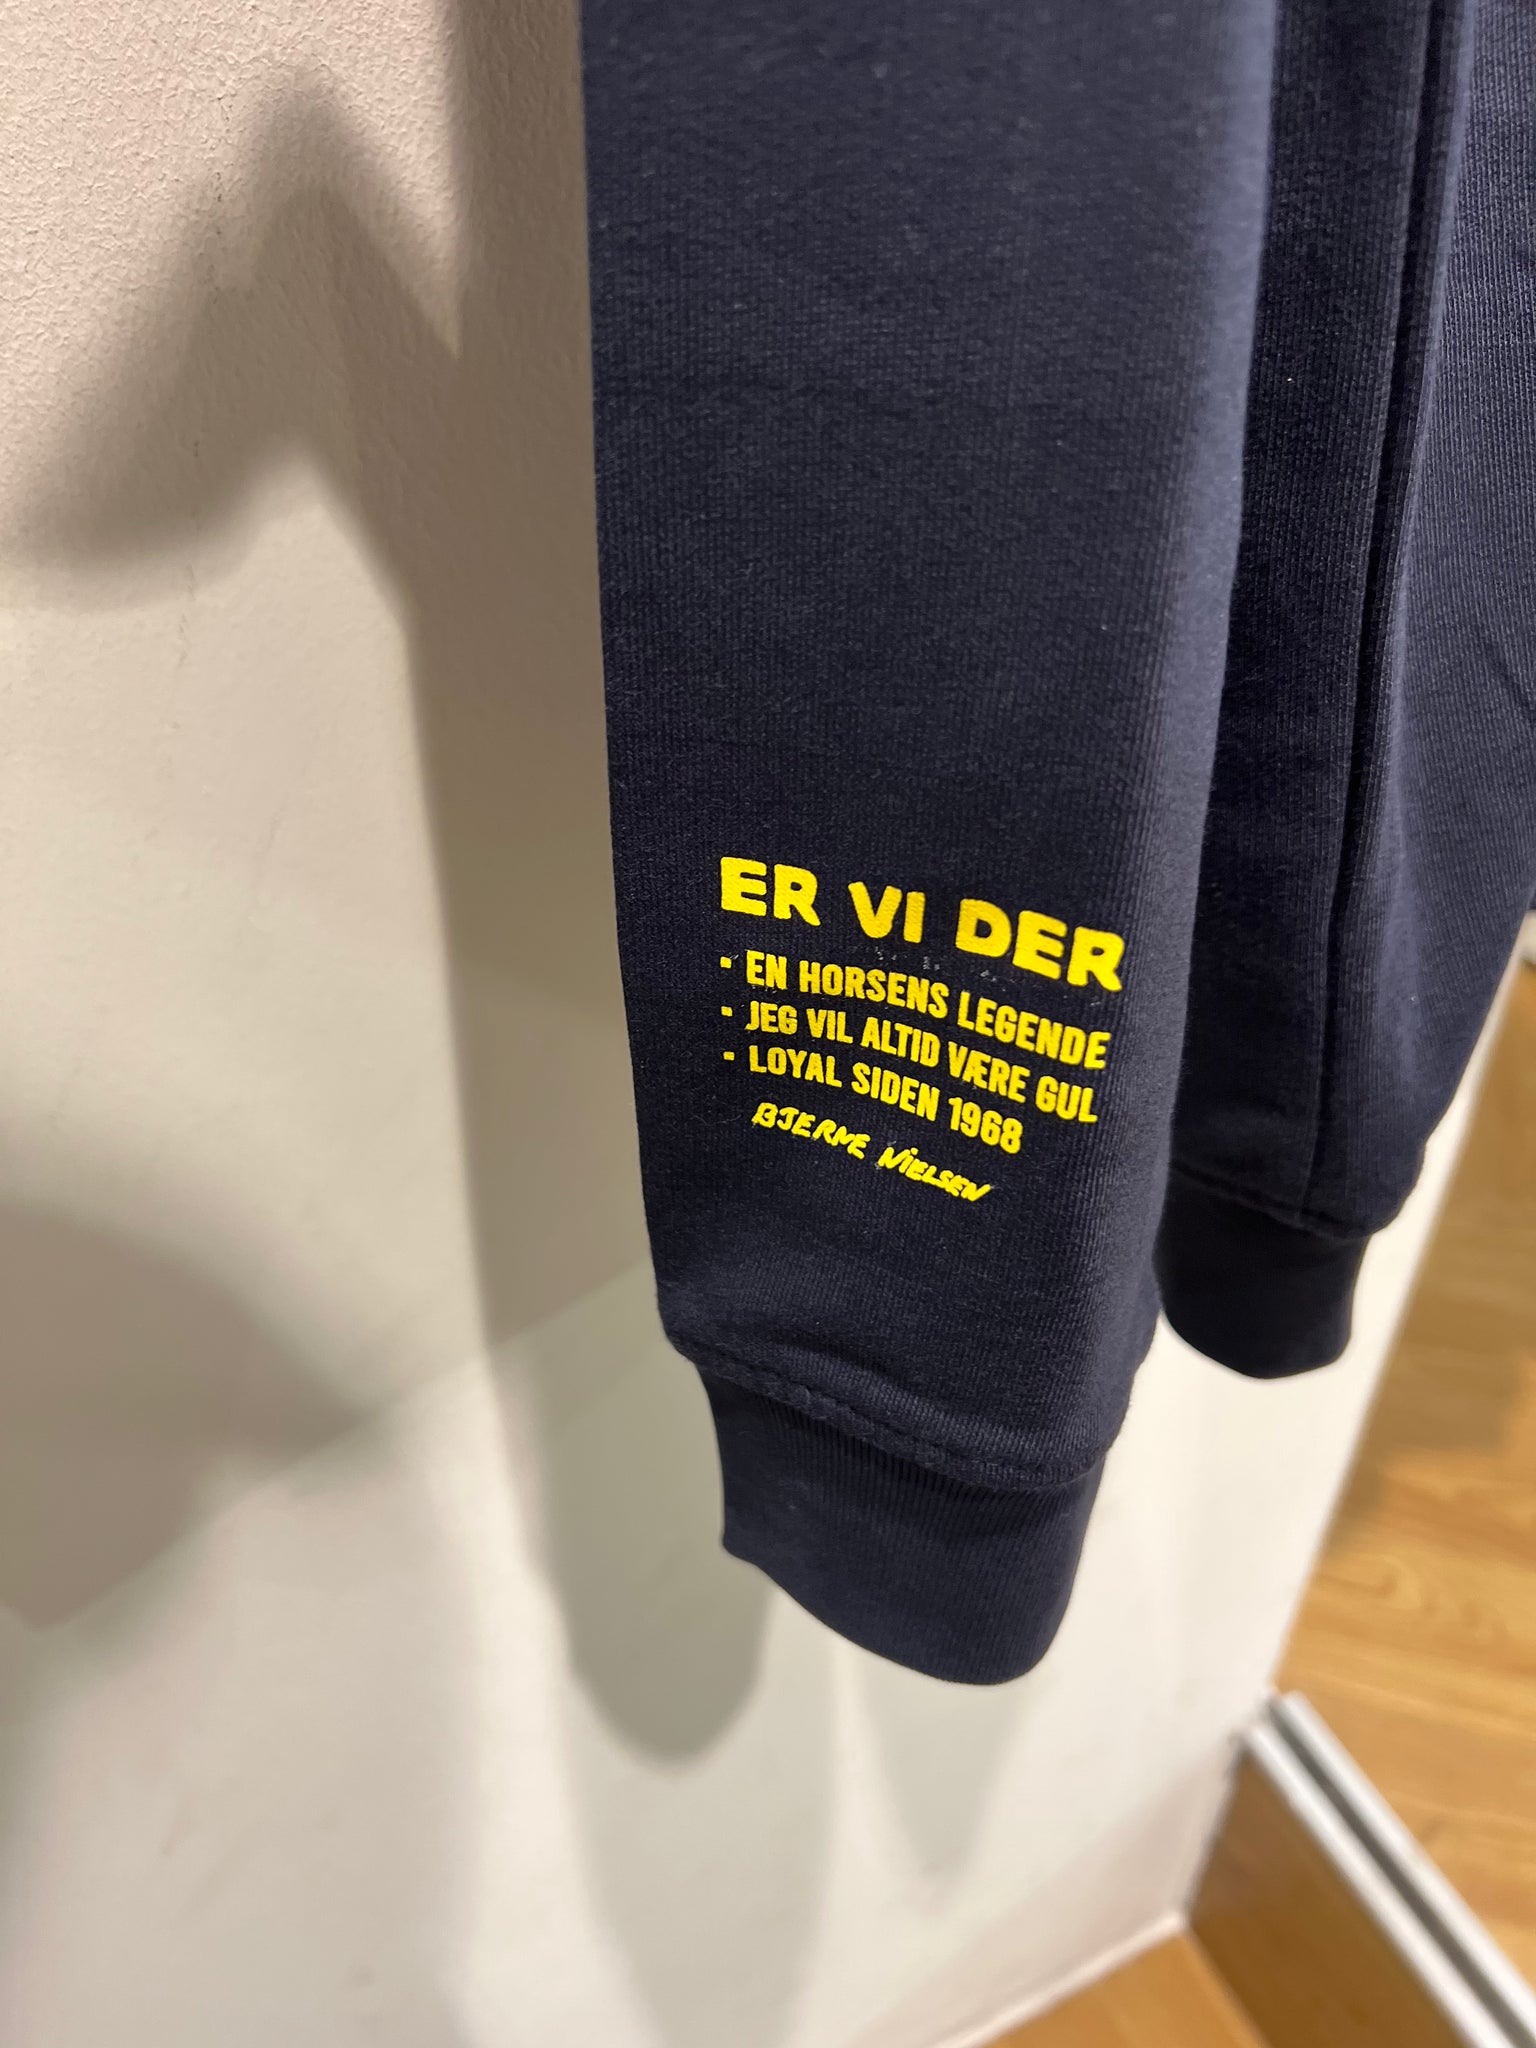 ER VI DER
· EN HORSENS LEGENDE
· JEG VIL ALTID VÆRE GUL
· LOYAL SIDEN 1968
BJERNE NIELSEN